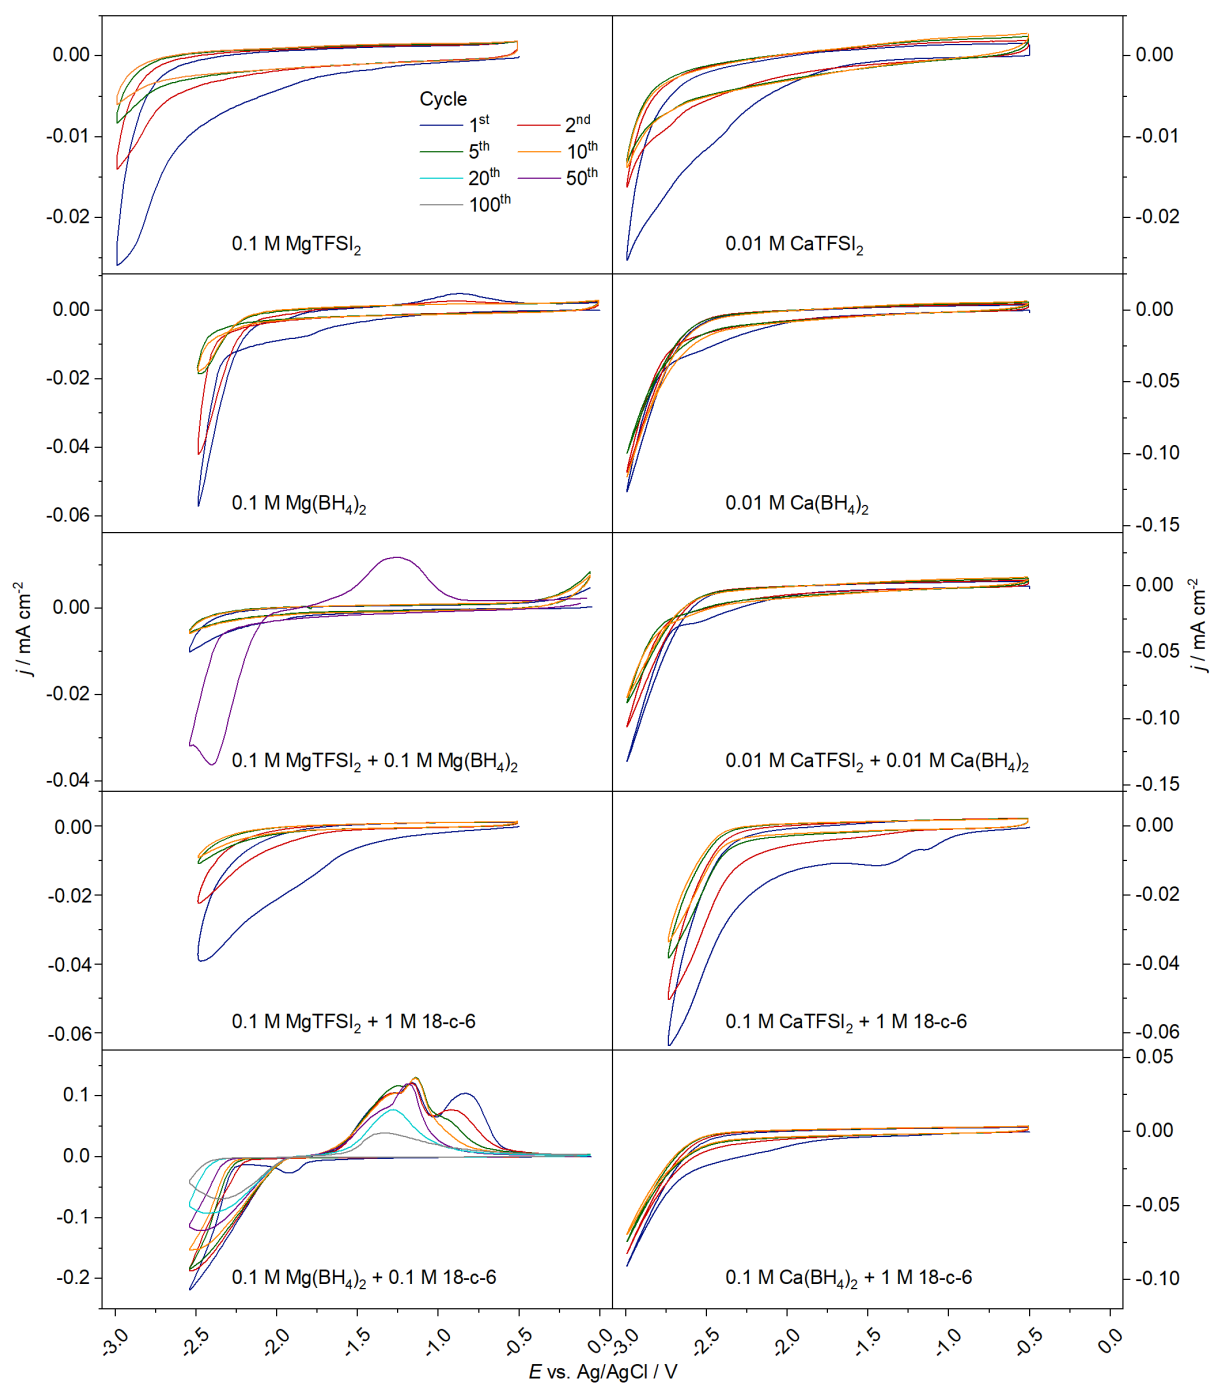 0.00
-0.01
-0.02
Cycle
1st 2nd
5th 10th
20th 50th
100th
0.1 M MgTFSI2
0.00
-0.01
-0.02
0.01 M CaTFSI2
0.00
-0.02
-0.04
-0.06
0.1 M Mg(BH4)2
0.00
-0.05
-0.10
-0.15
0.01 M Ca(BH4)2
j / mA cm-2
0.00
-0.02
-0.04
0.1 M MgTFSI2 + 0.1 M Mg(BH4)2
0.00
-0.05
-0.10
-0.15
0.01 M CaTFSI2 + 0.01 M Ca(BH4)2
j / mA cm-2
0.00
-0.02
-0.04
-0.06
0.1 M MgTFSI2 + 1 M 18-c-6
0.00
-0.02
-0.04
-0.06
0.1 M CaTFSI2 + 1 M 18-c-6
0.1
0.0
-0.1
-0.2
0.1 M Mg(BH4)2 + 0.1 M 18-c-6
0.05
0.00
-0.05
-0.10
0.1 M Ca(BH4)2 + 1 M 18-c-6
-3.0 -2.5 -2.0 -1.5 -1.0 -0.5 0.0
-3.0 -2.5 -2.0 -1.5 -1.0 -0.5 0.0
E vs. Ag/AgCl / V